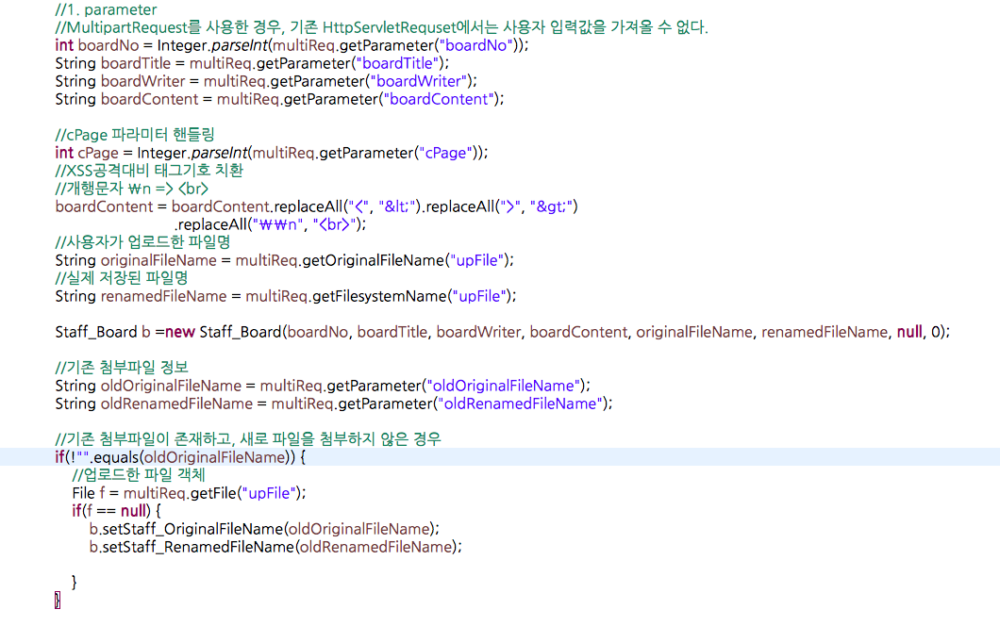 //1. parameter
//MultipartRequest를 사용한 경우, 기존 HttpServletRequset에서는 사용자 입력값을 가져올 수 없다.
int boardNo = Integer.parseInt(multiReq.getParameter("boardNo"));
String boardTitle = multiReq.getParameter("boardTitle");
String boardWriter = multiReq.getParameter("boardWriter");
String boardContent = multiReq.getParameter("boardContent");
//cPage 파라미터 핸들링
int cPage = Integer.parseInt(multiReq.getParameter("cPage"));
//XSS공격대비 태그기호 치환
//개행문자 ₩n => <br>
boardContent = boardContent.replaceAll("<", "&lt;").replaceAll(">", "&gt;")
.replaceAll("₩₩n", "<br>");
//사용자가 업로드한 파일명
String originalFileName = multiReq.getOriginalFileName("upFile");
//실제 저장된 파일명
String renamedFileName = multiReq.getFilesystemName("upFile");
Staff_Board b =new Staff_Board(boardNo, boardTitle, boardWriter, boardContent, originalFileName, renamedFileName, null, 0);
//기존 첨부파일 정보
String oldOriginalFileName = multiReq.getParameter("oldOriginalFileName");
String oldRenamedFileName = multiReq.getParameter("oldRenamedFileName");
//기존 첨부파일이 존재하고, 새로 파일을 첨부하지 않은 경우
if(!"".equals(oldOriginalFileName)) {
//업로드한 파일 객체
File f = multiReq.getFile("upFile");
if(f == null) {
b.setStaff_OriginalFileName(oldOriginalFileName);
b.setStaff_RenamedFileName(oldRenamedFileName);
}
}